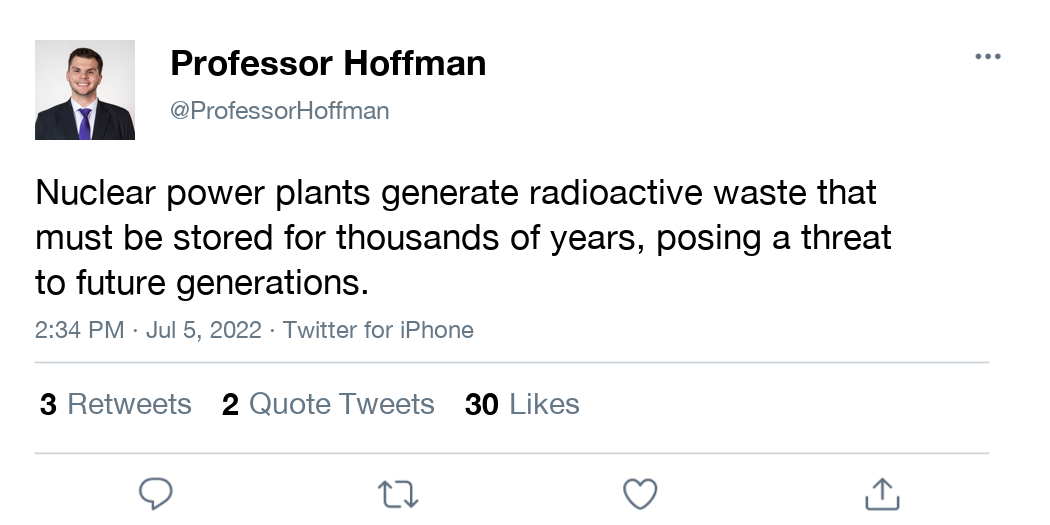 Professor Hoffman
@ProfessorHoffman
Nuclear power plants generate radioactive waste that
must be stored for thousands of years, posing a threat
to future generations.
2:34 PM · Jul 5, 2022 · Twitter for iPhone
3 Retweets 2 Quote Tweets 30 Likes